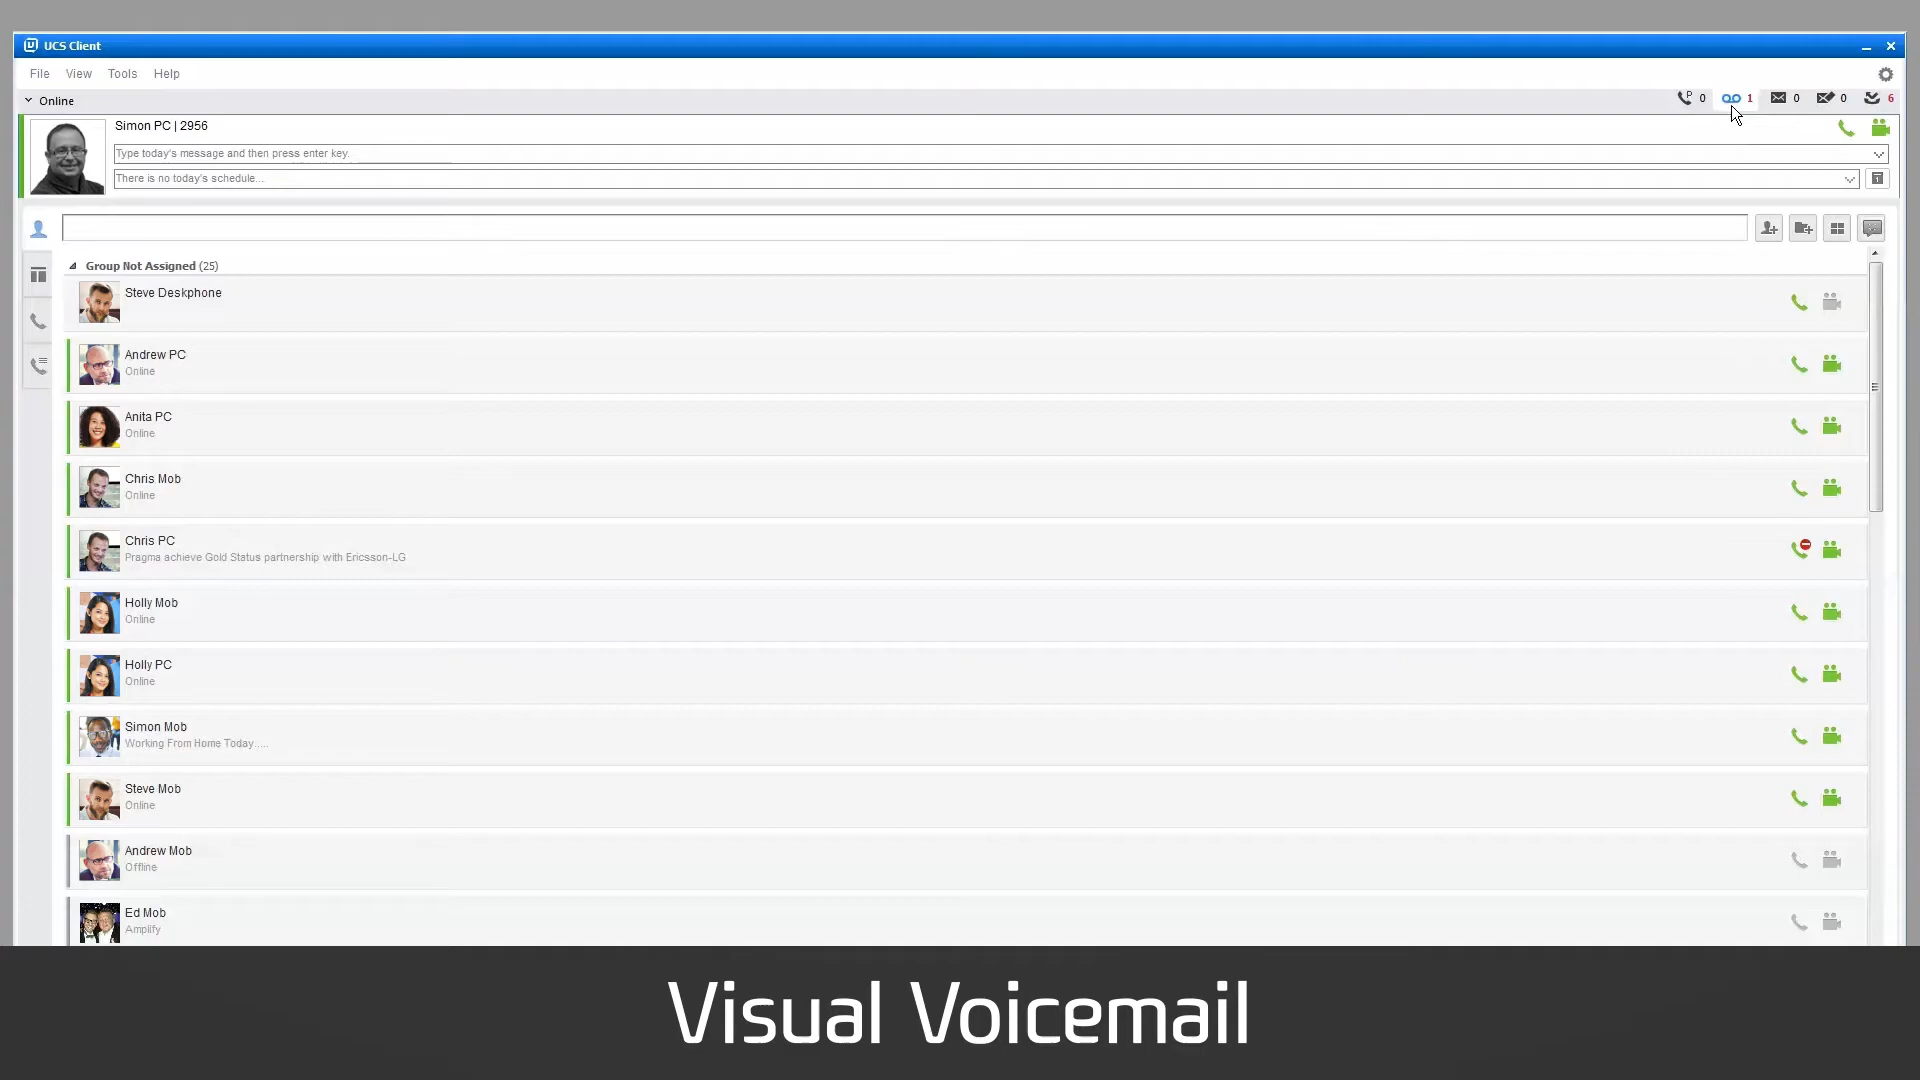 UCS Client
File View Tools Help
Online
0 1 0 0 6
Simon PC | 2956
Type today's message and then press enter key.
There is no today's schedule...
Group Not Assigned (25)
Steve Deskphone
Andrew PC
Online
Anita PC
Online
Chris Mob
Online
Chris PC
Pragma achieve Gold Status partnership with Ericsson-LG
Holly Mob
Online
Holly PC
Online
Simon Mob
Working From Home Today.....
Steve Mob
Online
Andrew Mob
Offline
Ed Mob
Amplify
Visual Voicemail